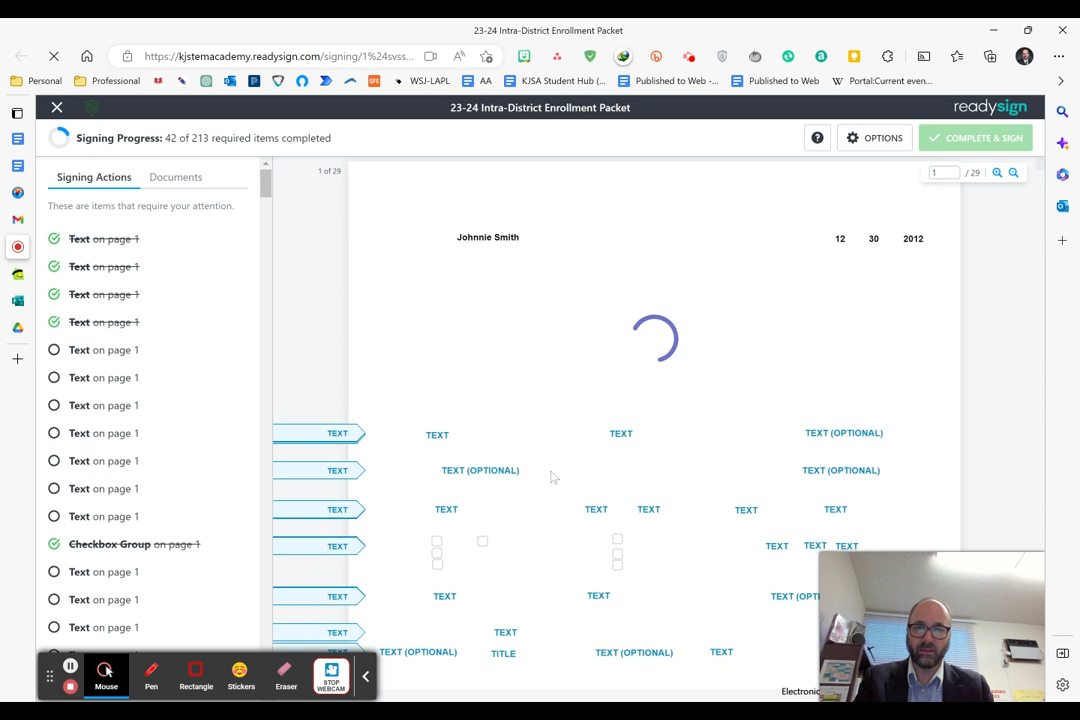 23-24 Intra-District Enrollment Packet
https://kjstemacademy.readysign.com/signing/1%24svss...
Personal Professional WSJ-LAPL AA KJSA Student Hub (... Published to Web -... Published to Web Portal:Current even...
23-24 Intra-District Enrollment Packet
readysign
Signing Progress: 42 of 213 required items completed
? OPTIONS COMPLETE & SIGN
Signing Actions Documents
1 of 29
1 / 29
These are items that require your attention.
Text on page 1
Text on page 1
Text on page 1
Text on page 1
Text on page 1
Text on page 1
Text on page 1
Text on page 1
Text on page 1
Text on page 1
Text on page 1
Checkbox Group on page 1
Text on page 1
Text on page 1
Text on page 1
Johnnie Smith 12 30 2012
TEXT TEXT TEXT TEXT (OPTIONAL)
TEXT TEXT (OPTIONAL) TEXT (OPTIONAL)
TEXT TEXT TEXT TEXT TEXT TEXT
TEXT TEXT TEXT TEXT
TEXT TEXT TEXT TEXT (OPTI
TEXT TEXT
TEXT (OPTIONAL) TITLE TEXT (OPTIONAL) TEXT
Electronic
Mouse Pen Rectangle Stickers Eraser STOP WEBCAM